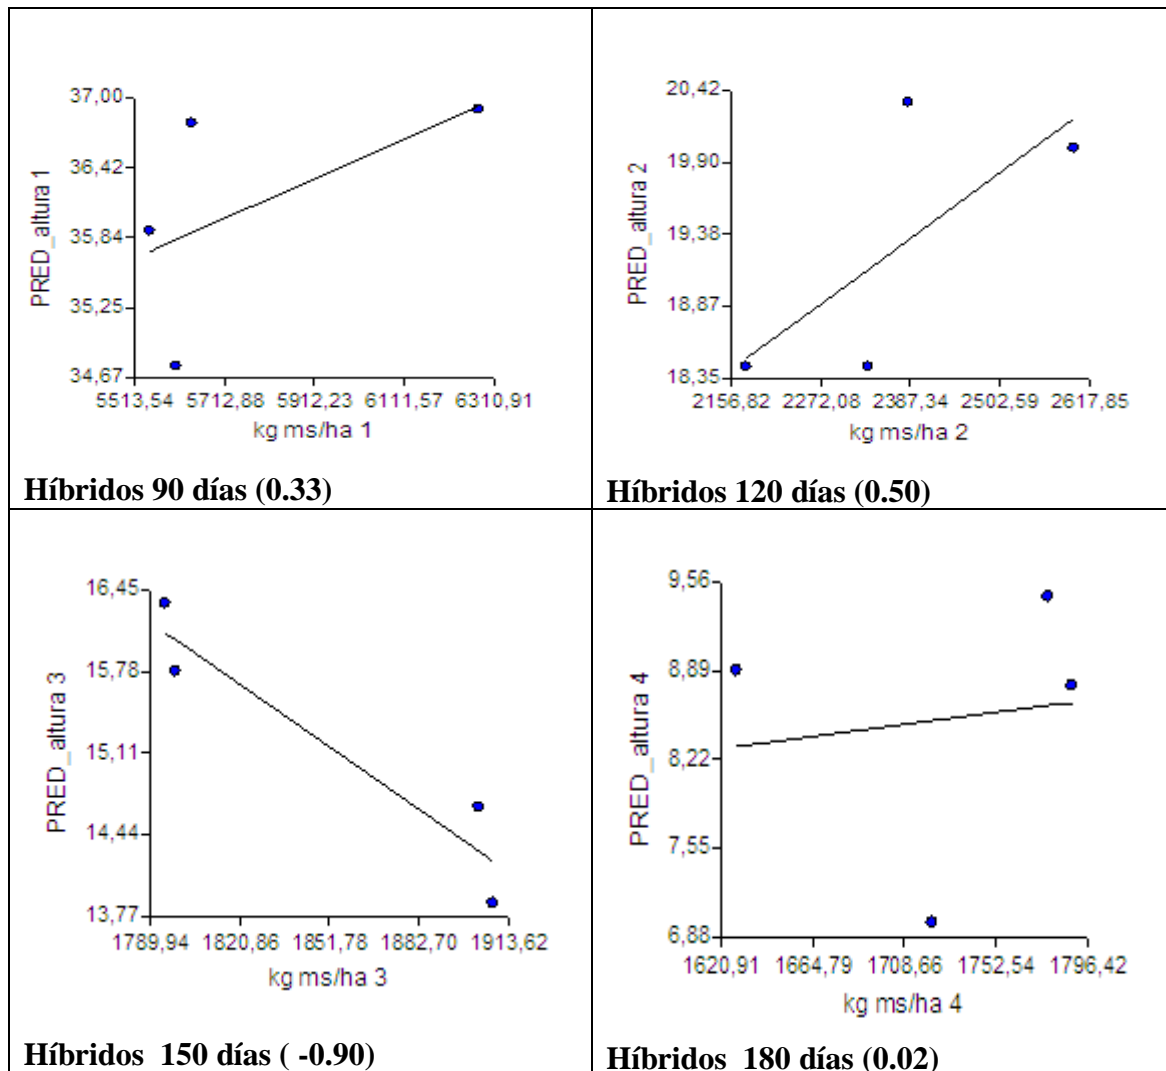 37,00
36,42
35,84
35,25
34,67
PRED_altura 1
5513,54 5712,88 5912,23 6111,57 6310,91
kg ms/ha 1
Híbridos 90 días (0.33)
20,42
19,90
19,38
18,87
18,35
PRED_altura 2
2156,82 2272,08 2387,34 2502,59 2617,85
kg ms/ha 2
Híbridos 120 días (0.50)
16,45
15,78
15,11
14,44
13,77
PRED_altura 3
1789,94 1820,86 1851,78 1882,70 1913,62
kg ms/ha 3
Híbridos 150 días ( -0.90)
9,56
8,89
8,22
7,55
6,88
PRED_altura 4
1620,91 1664,79 1708,66 1752,54 1796,42
kg ms/ha 4
Híbridos 180 días (0.02)